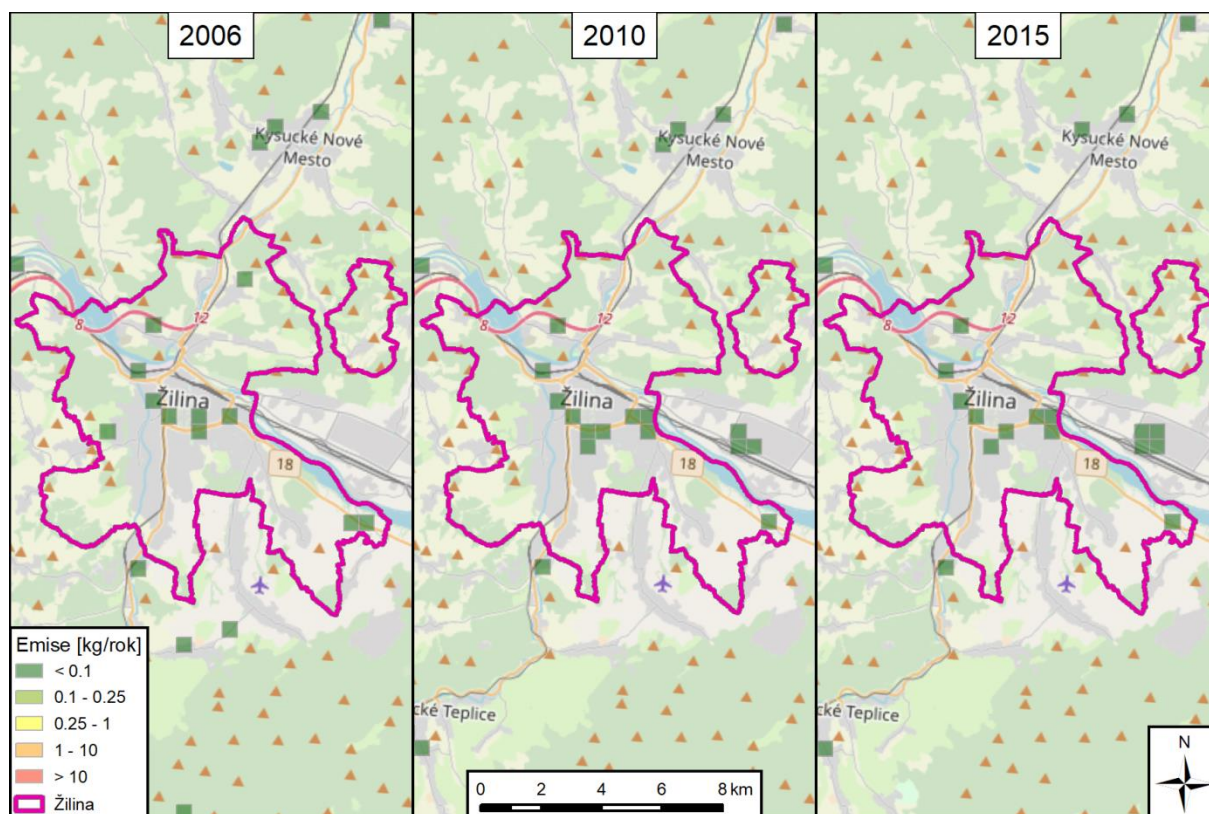 2006
2010
2015
Kysucké Nové
Mesto
Kysucké Nové
Mesto
Kysucké Nové
Mesto
8
12
8
12
8
12
Žilina
Žilina
Žilina
18
18
18
cké Teplice
cké Teplice
Emise [kg/rok]
< 0.1
0.1 - 0.25
0.25 - 1
1 - 10
> 10
Žilina
0 2 4 6 8 km
N